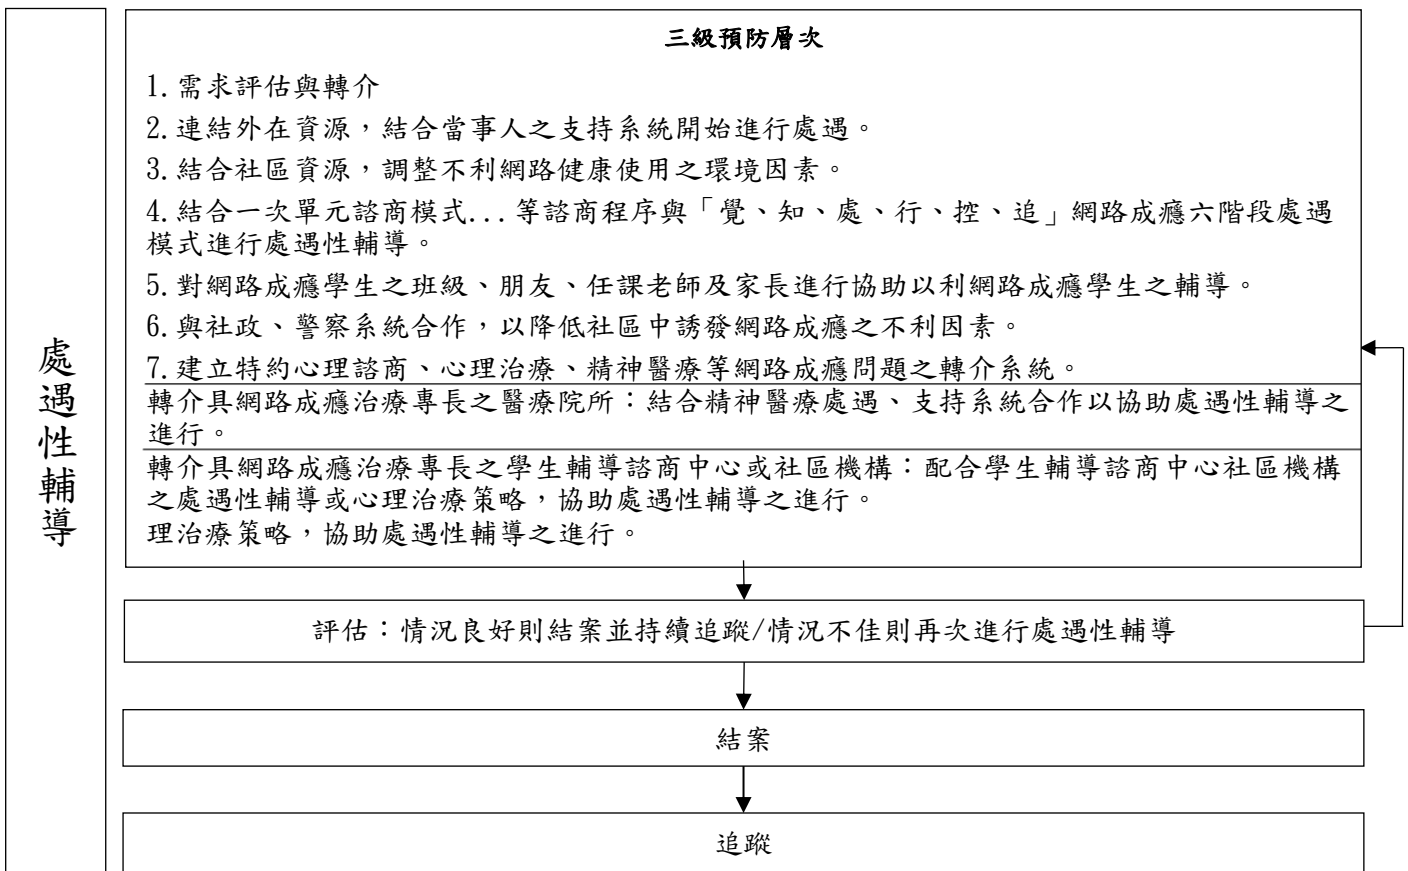 處遇性輔導
三級預防層次
1.需求評估與轉介
2.連結外在資源，結合當事人之支持系統開始進行處遇。
3.結合社區資源，調整不利網路健康使用之環境因素。
4.結合一次單元諮商模式...等諮商程序與「覺、知、處、行、控、追」網路成癮六階段處遇
模式進行處遇性輔導。
5.對網路成癮學生之班級、朋友、任課老師及家長進行協助以利網路成癮學生之輔導。
6.與社政、警察系統合作，以降低社區中誘發網路成癮之不利因素。
7.建立特約心理諮商、心理治療、精神醫療等網路成癮問題之轉介系統。
轉介具網路成癮治療專長之醫療院所：結合精神醫療處遇、支持系統合作以協助處遇性輔導之
進行。
轉介具網路成癮治療專長之學生輔導諮商中心或社區機構：配合學生輔導諮商中心社區機構
之處遇性輔導或心理治療策略，協助處遇性輔導之進行。
理治療策略，協助處遇性輔導之進行。
評估：情況良好則結案並持續追蹤/情況不佳則再次進行處遇性輔導
結案
追蹤